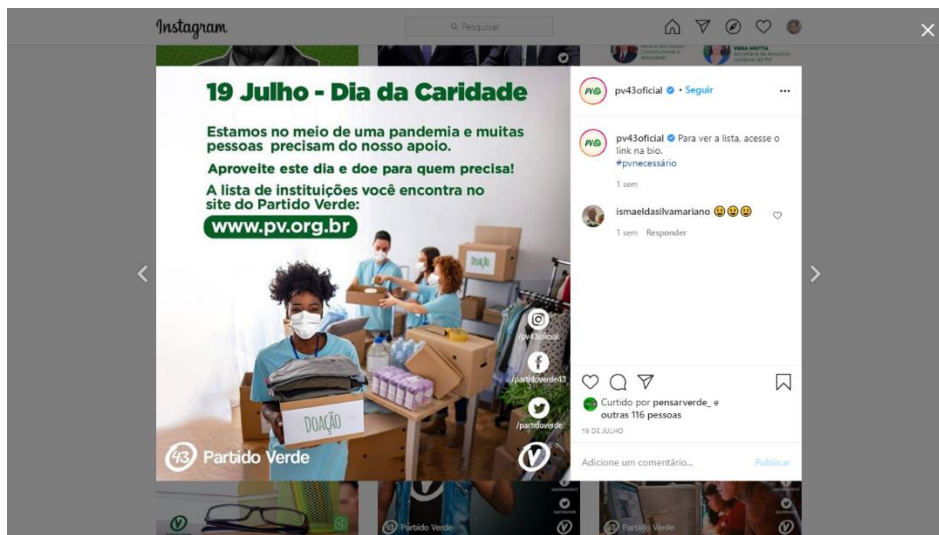 Instagram
Pesquisar
VERA MOTTA
19 Julho - Dia da Caridade
Estamos no meio de uma pandemia e muitas
pessoas precisam do nosso apoio.
Aproveite este dia e doe para quem precisa!
A lista de instituições você encontra no
site do Partido Verde:
www.pv.org.br
DOAÇÃO
DOAÇÃO
/pv43oficial
/partidoverde43
/partidoverde
43 Partido Verde
V
pv43oficial • Seguir
...
pv43oficial Para ver a lista, acesse o
link na bio.
#pvnecessário
1 sem
ismaeldasilvamariano
1 sem Responder
Curtido por pensarverde_ e
outras 116 pessoas
19 DE JULHO
Adicione um comentário... Publicar
43 Partido Verde
43 Partido Verde